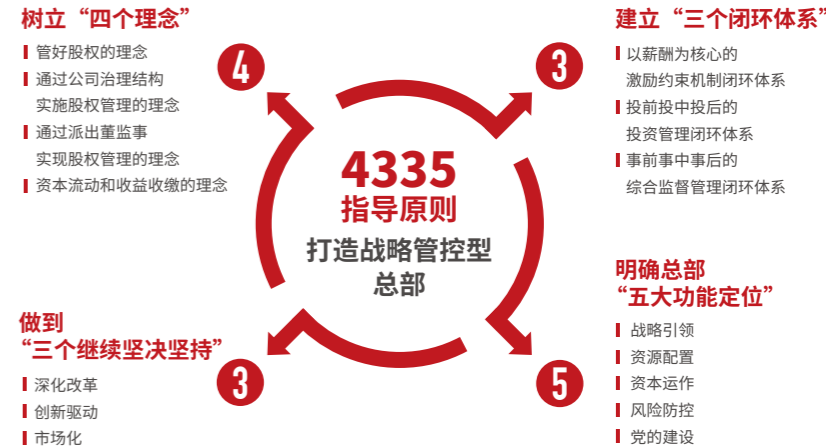 树立“四个理念”
管好股权的理念
通过公司治理结构
实施股权管理的理念
通过派出董监事
实现股权管理的理念
资本流动和收益收缴的理念
4
建立“三个闭环体系”
以薪酬为核心的
激励约束机制闭环体系
投前投中投后的
投资管理闭环体系
事前事中事后的
综合监督管理闭环体系
3
4335
指导原则
打造战略管控型
总部
做到
“三个继续坚决坚持”
深化改革
创新驱动
市场化
3
明确总部
“五大功能定位”
战略引领
资源配置
资本运作
风险防控
党的建设
5